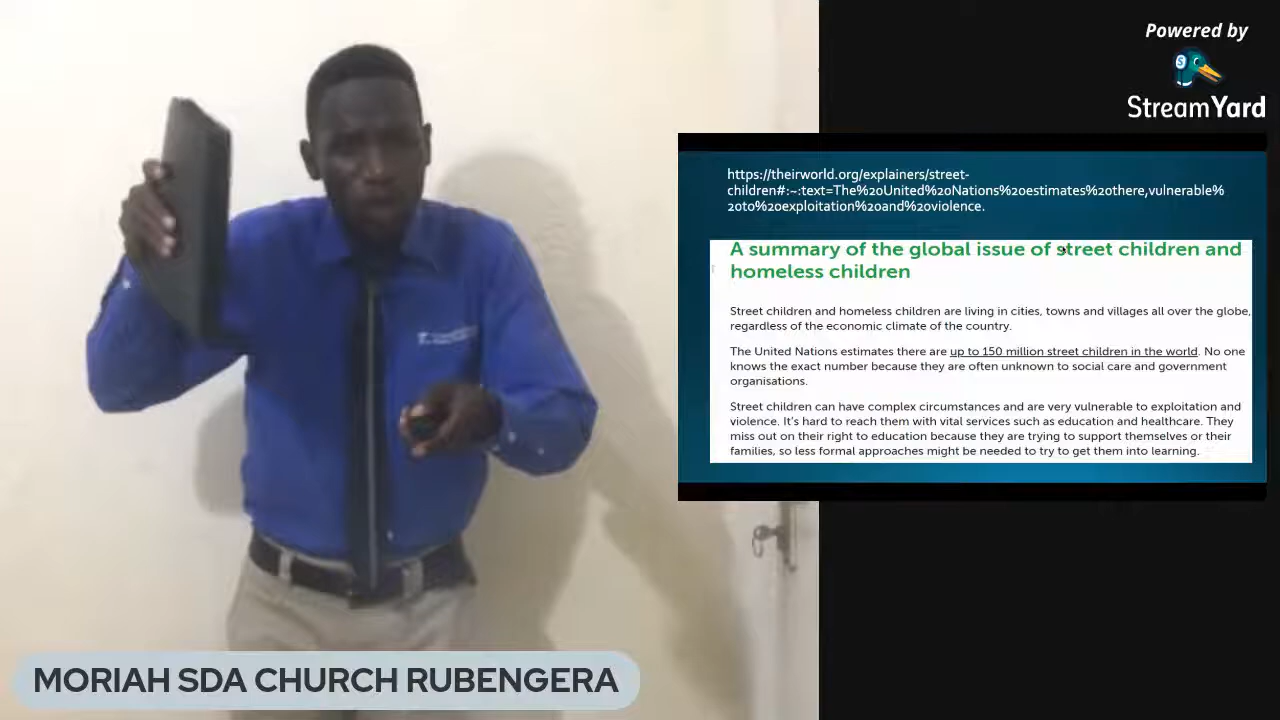 Powered by
StreamYard
https://theirworld.org/explainers/street-
children#:~:text=The%20United%20Nations%20estimates%20there,vulnerable%
20to%20exploitation%20and%20violence.
A summary of the global issue of street children and
homeless children
Street children and homeless children are living in cities, towns and villages all over the globe,
regardless of the economic climate of the country.
The United Nations estimates there are up to 150 million street children in the world. No one
knows the exact number because they are often unknown to social care and government
organisations.
Street children can have complex circumstances and are very vulnerable to exploitation and
violence. It's hard to reach them with vital services such as education and healthcare. They
miss out on their right to education because they are trying to support themselves or their
families, so less formal approaches might be needed to try to get them into learning.
MORIAH SDA CHURCH RUBENGERA